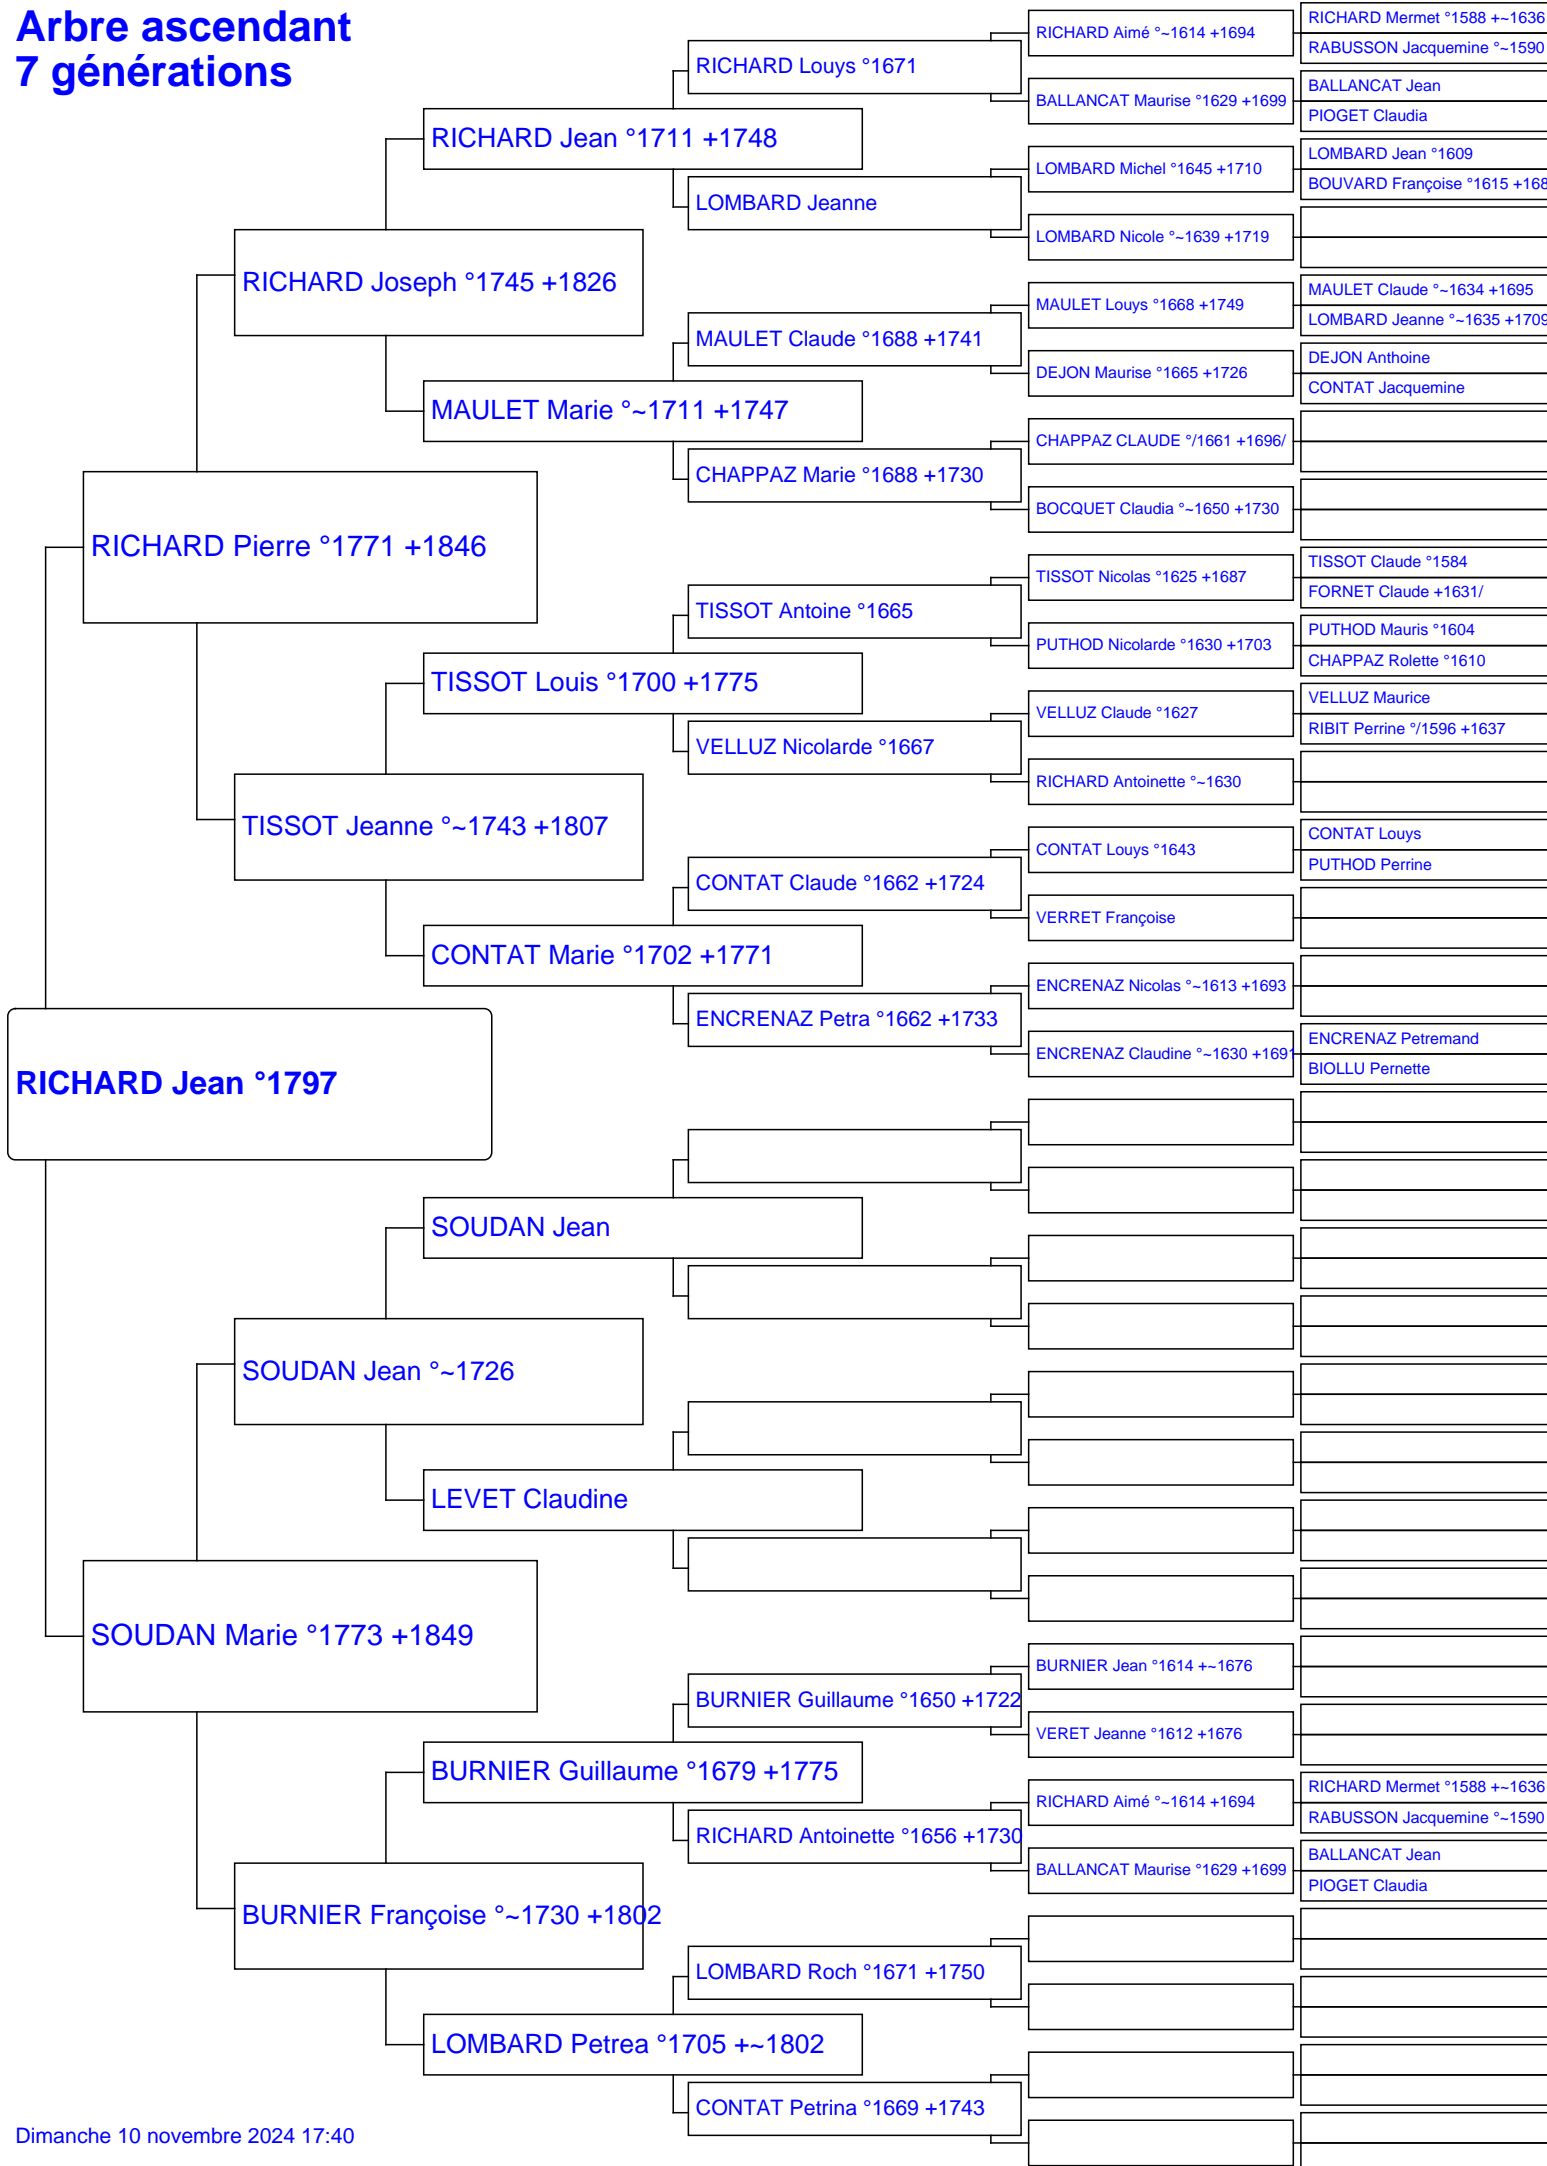 Arbre ascendant
7 générations
RICHARD Jean °1797
RICHARD Pierre °1771 +1846
SOUDAN Marie °1773 +1849
RICHARD Joseph °1745 +1826
TISSOT Jeanne °~1743 +1807
SOUDAN Jean °~1726
BURNIER Françoise °~1730 +1802
RICHARD Jean °1711 +1748
MAULET Marie °~1711 +1747
TISSOT Louis °1700 +1775
CONTAT Marie °1702 +1771
SOUDAN Jean
LEVET Claudine
BURNIER Guillaume °1679 +1775
LOMBARD Petrea °1705 +~1802
RICHARD Louys °1671
LOMBARD Jeanne
MAULET Claude °1688 +1741
CHAPPAZ Marie °1688 +1730
TISSOT Antoine °1665
VELLUZ Nicolarde °1667
CONTAT Claude °1662 +1724
ENCRENAZ Petra °1662 +1733
BURNIER Guillaume °1650 +1722
RICHARD Antoinette °1656 +1730
LOMBARD Roch °1671 +1750
CONTAT Petrina °1669 +1743
RICHARD Aimé °~1614 +1694
BALLANCAT Maurise °1629 +1699
LOMBARD Michel °1645 +1710
LOMBARD Nicole °~1639 +1719
MAULET Louys °1668 +1749
DEJON Maurise °1665 +1726
CHAPPAZ CLAUDE °/1661 +1696/
BOCQUET Claudia °~1650 +1730
TISSOT Nicolas °1625 +1687
PUTHOD Nicolarde °1630 +1703
VELLUZ Claude °1627
RICHARD Antoinette °~1630
CONTAT Louys °1643
VERRET Françoise
ENCRENAZ Nicolas °~1613 +1693
ENCRENAZ Claudine °~1630 +1691
BURNIER Jean °1614 +~1676
VERET Jeanne °1612 +1676
RICHARD Aimé °~1614 +1694
BALLANCAT Maurise °1629 +1699
RICHARD Mermet °1588 +~1636
RABUSSON Jacquemine °~1590
BALLANCAT Jean
PIOGET Claudia
LOMBARD Jean °1609
BOUVARD Françoise °1615 +168
MAULET Claude °~1634 +1695
LOMBARD Jeanne °~1635 +1709
DEJON Anthoine
CONTAT Jacquemine
TISSOT Claude °1584
FORNET Claude +1631/
PUTHOD Mauris °1604
CHAPPAZ Rolette °1610
VELLUZ Maurice
RIBIT Perrine °/1596 +1637
CONTAT Louys
PUTHOD Perrine
ENCRENAZ Petremand
BIOLLU Pernette
RICHARD Mermet °1588 +~1636
RABUSSON Jacquemine °~1590
BALLANCAT Jean
PIOGET Claudia
Dimanche 10 novembre 2024 17:40